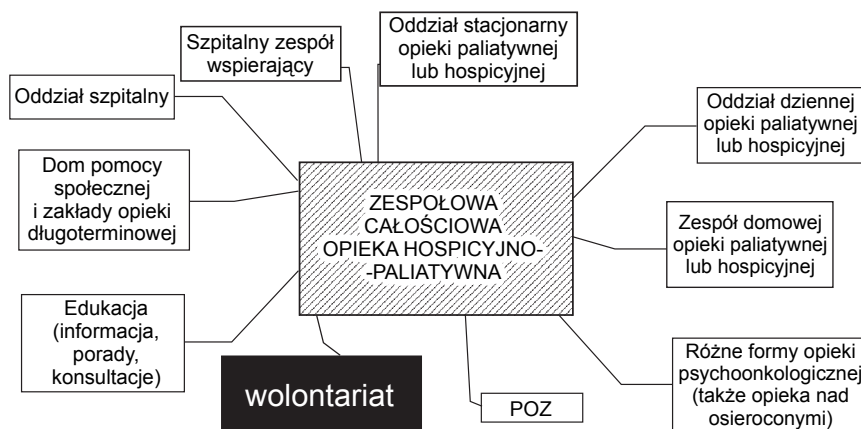 Szpitalny zespół
wspierający
Oddział stacjonarny
opieki paliatywnej
lub hospicyjnej
Oddział szpitalny
Oddział dziennej
opieki paliatywnej
lub hospicyjnej
Dom pomocy
społecznej
i zakłady opieki
długoterminowej
ZESPOŁOWA
CAŁOŚCIOWA
OPIEKA HOSPICYJNO-
-PALIATYWNA
Zespół domowej
opieki paliatywnej
lub hospicyjnej
Edukacja
(informacja,
porady,
konsultacje)
wolontariat
POZ
Różne formy opieki
psychoonkologicznej
(także opieka nad
osieroconymi)